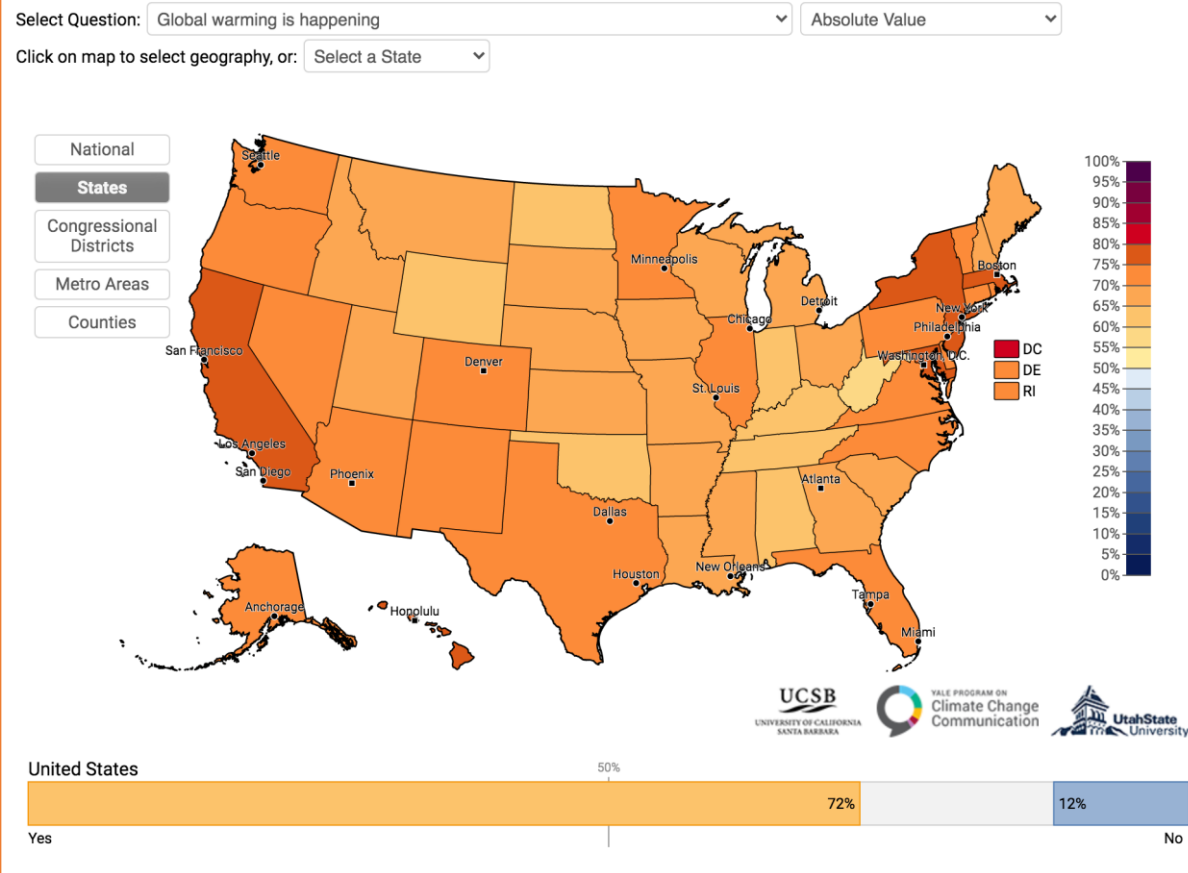 Select Question: Global warming is happening Absolute Value
Click on map to select geography, or: Select a State
National
States
Congressional
Districts
Metro Areas
Counties
Seattle
Minneapolis
Boston
Detroit
Chicago
New York
Philadelphia
San Francisco
Denver
Washington, D.C.
St. Louis
Los Angeles
San Diego
Phoenix
Atlanta
Dallas
Houston
New Orleans
Tampa
Miami
Anchorage
Honolulu
DC
DE
RI
100%
95%
90%
85%
80%
75%
70%
65%
60%
55%
50%
45%
40%
35%
30%
25%
20%
15%
10%
5%
0%
UCSB
UNIVERSITY OF CALIFORNIA
SANTA BARBARA
YALE PROGRAM ON
Climate Change
Communication
UtahState
University
United States
50%
72% 12%
Yes No